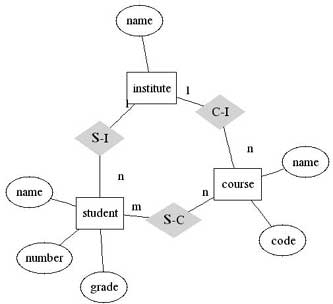 name
institute
1
1
C-I
S-I
n
name
n
n
course
name
m
student
S-C
code
number
grade